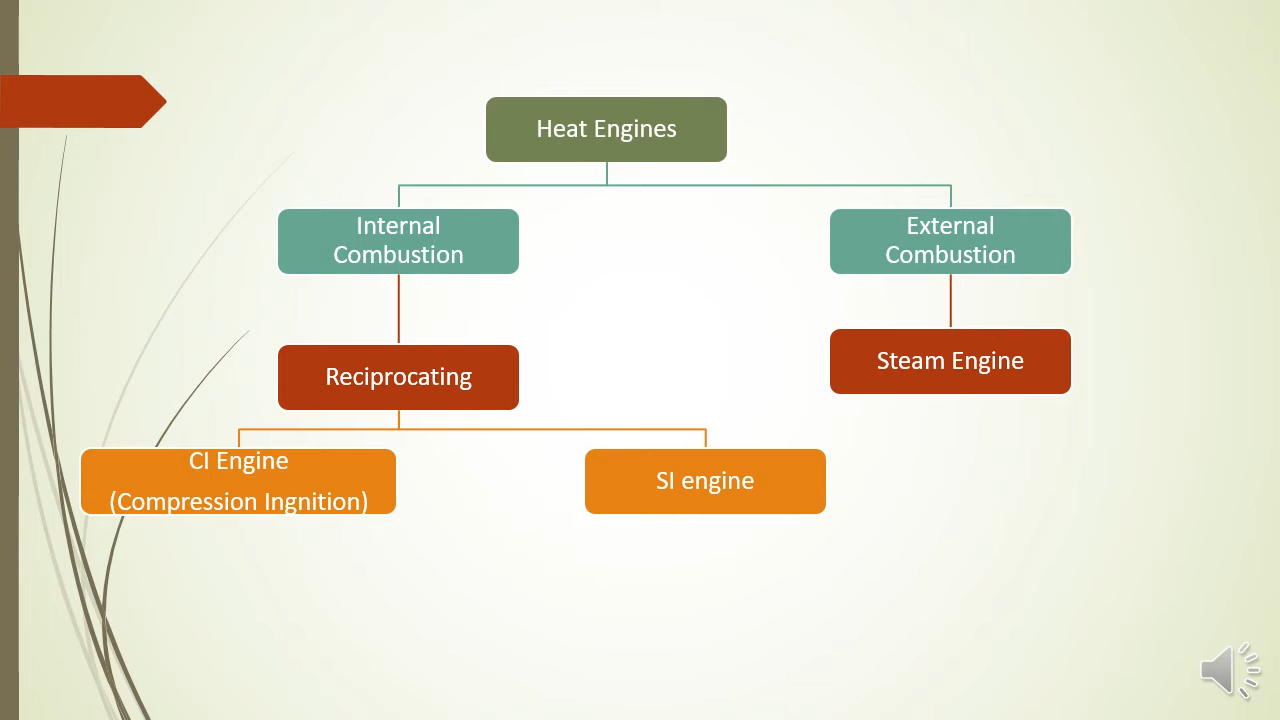 Heat Engines
Internal
Combustion
External
Combustion
Reciprocating
Steam Engine
CI Engine
(Compression Ingnition)
SI engine